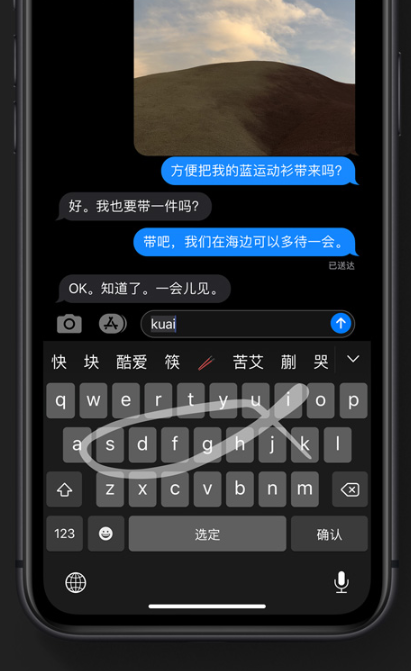 方便把我的蓝运动衫带来吗?
好。我也要带一件吗?
带吧，我们在海边可以多待一会。
已送达
OK。知道了。一会儿见。
kuai
快 块 酷爱 筷 🥢 苦艾 蒯 哭
q w e r t y u i o p
a s d f g h j k l
z x c v b n m
123 选定 确认